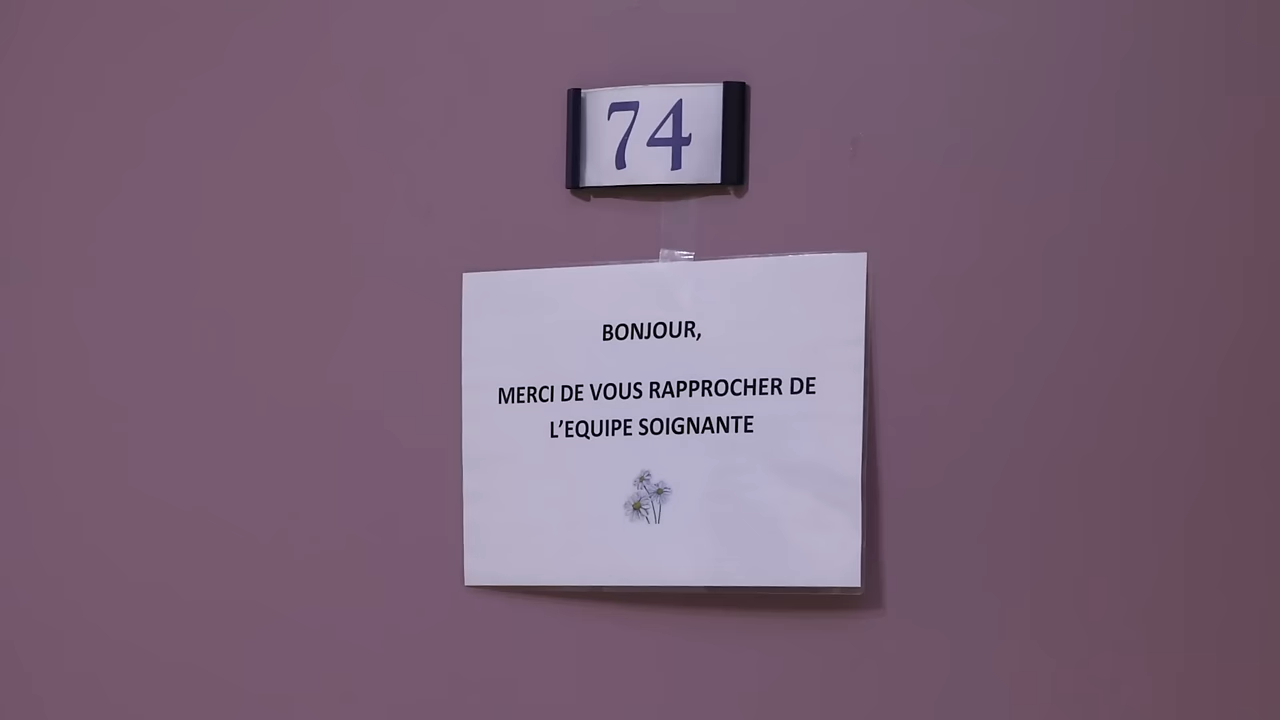 74
BONJOUR,
MERCI DE VOUS RAPPROCHER DE
L'EQUIPE SOIGNANTE